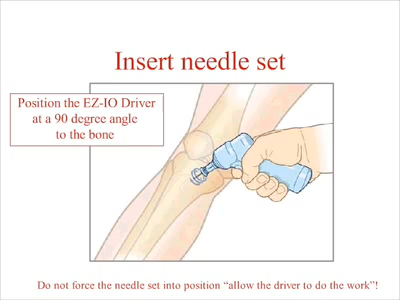 Insert needle set
Position the EZ-IO Driver
at a 90 degree angle
to the bone
Do not force the needle set into position “allow the driver to do the work”!